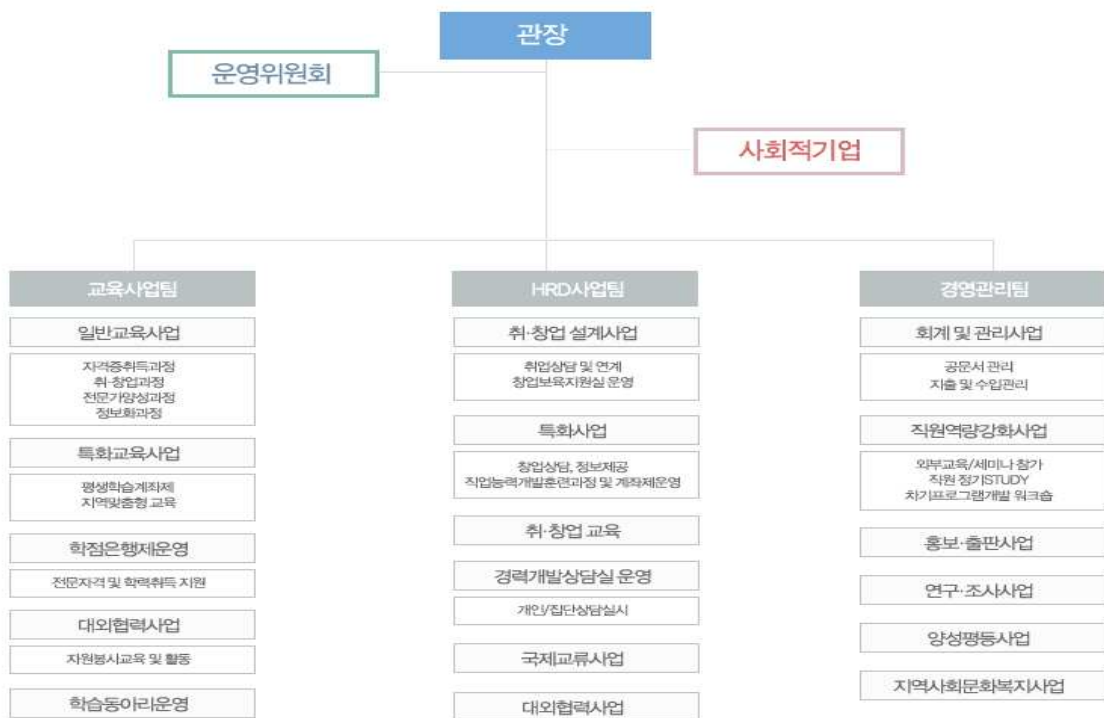 관장
운영위원회
사회적기업
교육사업팀
일반교육사업
자격증취득과정
취·창업과정
전문가양성과정
정보화과정
특화교육사업
평생학습계좌제
지역맞춤형 교육
학점은행제운영
전문자격 및 학력취득 지원
대외협력사업
자원봉사교육 및 활동
학습동아리운영
HRD사업팀
취·창업 설계사업
취업상담 및 연계
창업보육지원실 운영
특화사업
창업상담, 정보제공
직업능력개발훈련과정 및 계좌제운영
취·창업 교육
경력개발상담실 운영
개인/집단상담실시
국제교류사업
대외협력사업
경영관리팀
회계 및 관리사업
공문서 관리
지출 및 수입관리
직원역량강화사업
외부교육/세미나 참가
직원 정기STUDY
차기프로그램개발 워크숍
홍보·출판사업
연구·조사사업
양성평등사업
지역사회문화복지사업